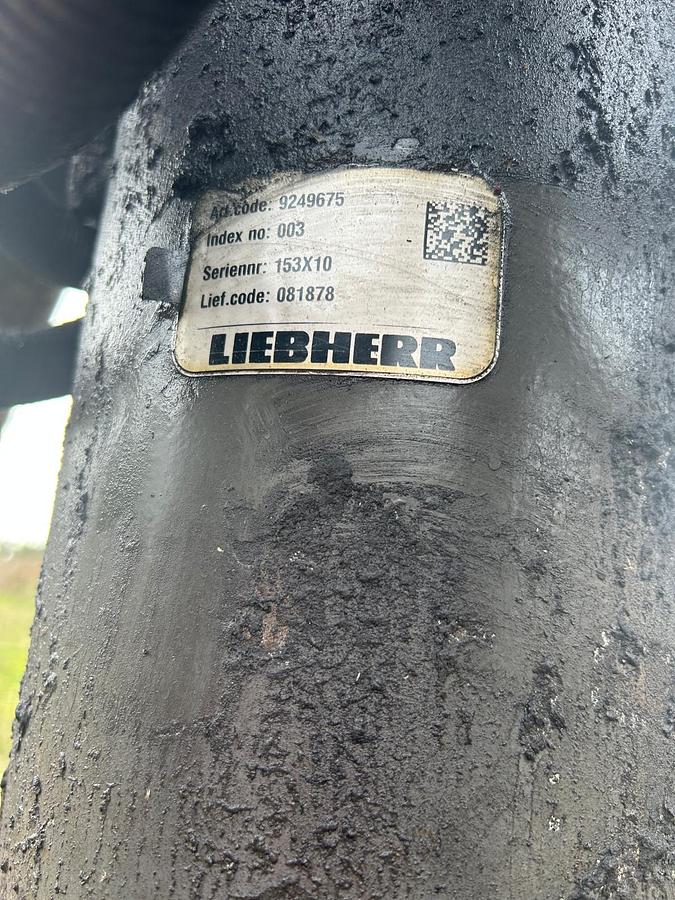 Art.code: 9249675
Index no: 003
Seriennr: 153X10
Lief.code: 081878
LIEBHERR